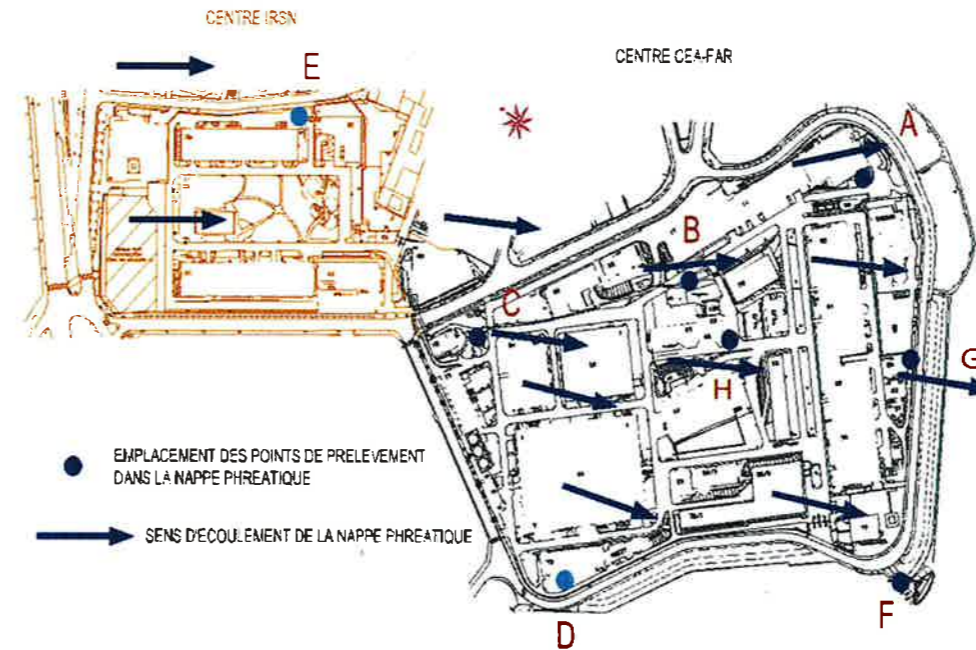 CENTRE IRSN
E
CENTRE CEA-FAR
A
B
C
G
H
EMPLACEMENT DES POINTS DE PRELEVEMENT
DANS LA NAPPE PHREATIQUE
SENS D'ECOULEMENT DE LA NAPPE PHREATIQUE
F
D